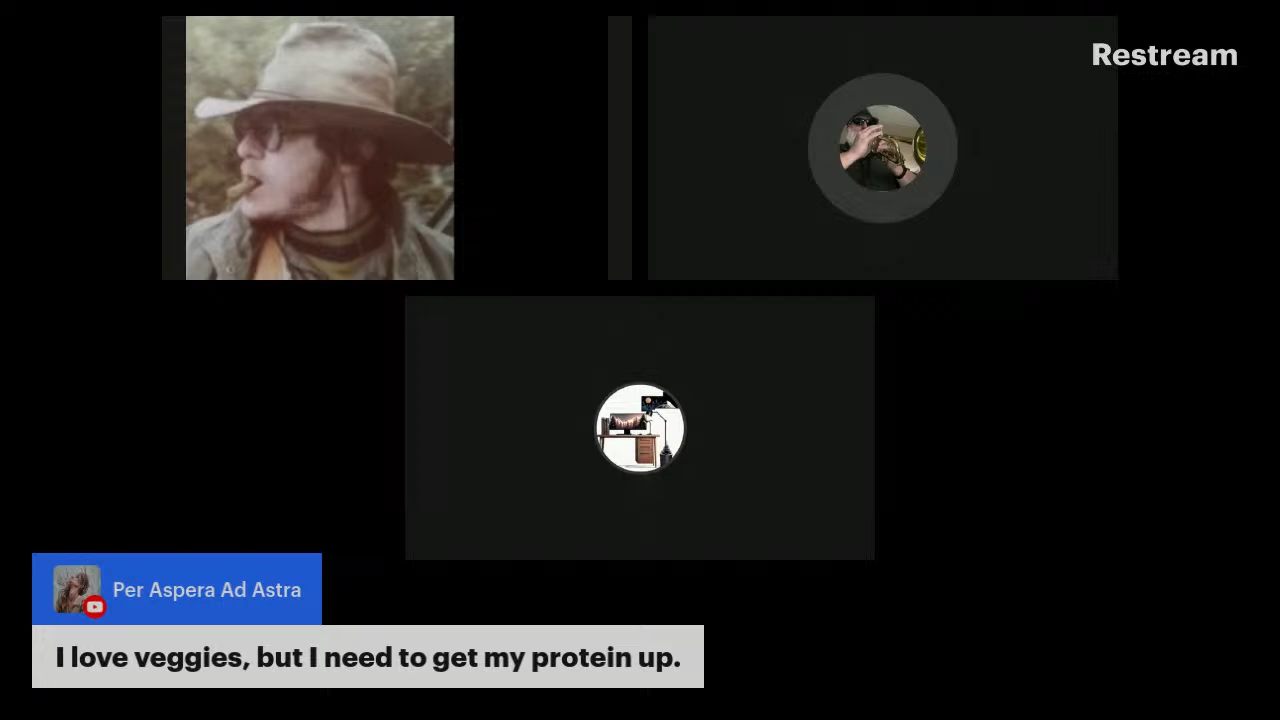 Restream
Per Aspera Ad Astra
I love veggies, but I need to get my protein up.